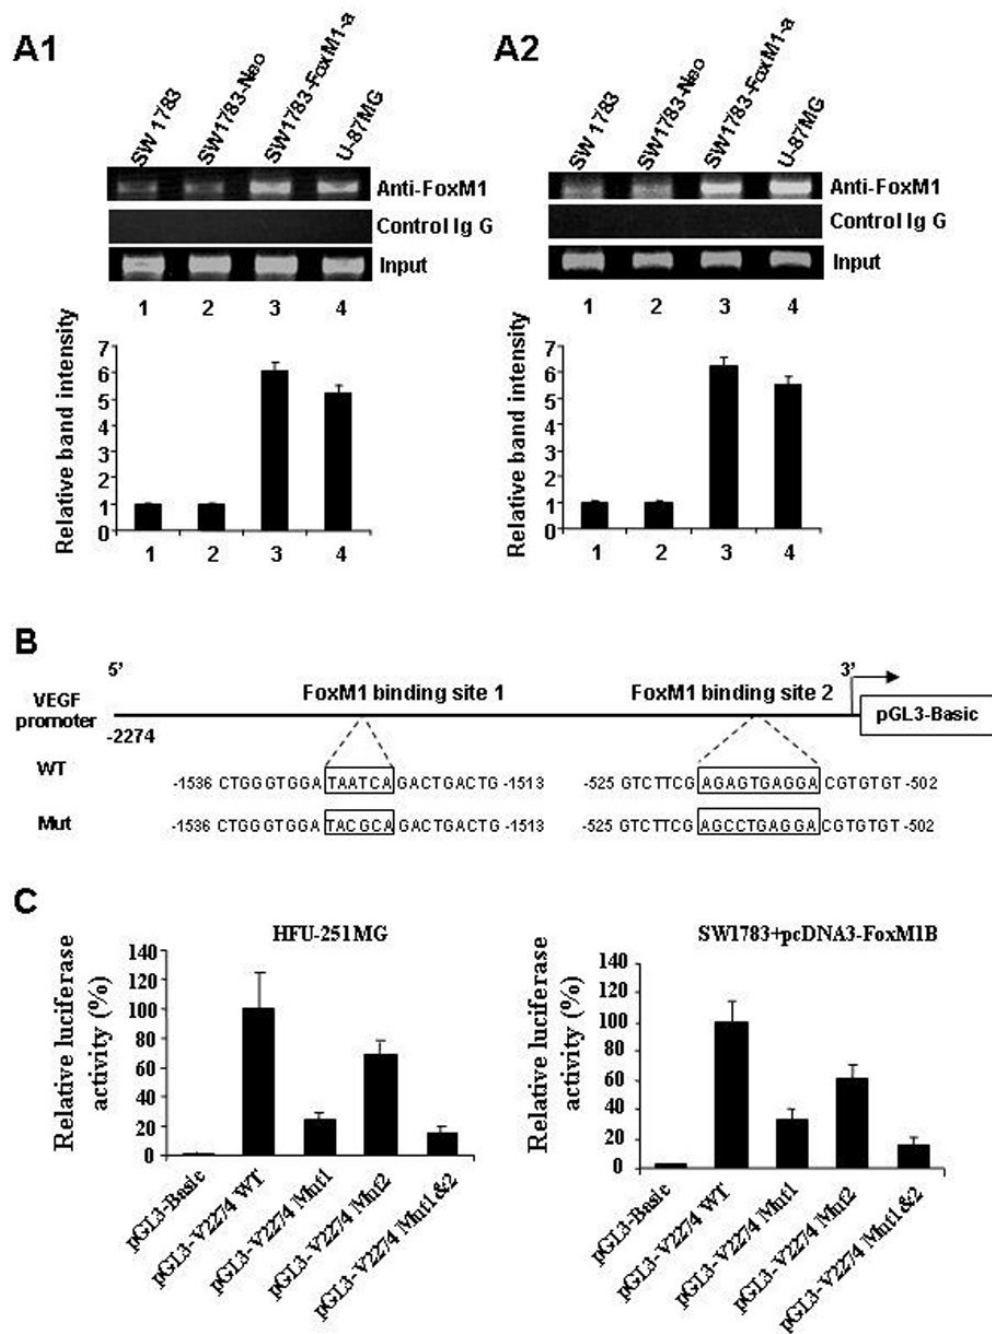 A1
SW 1783
SW1783-Neo
SW1783-FoxM1-a
U-87MG
Anti-FoxM1
Control Ig G
Input
1 2 3 4
Relative band intensity
7
6
5
4
3
2
1
0
1 2 3 4
A2
SW 1783
SW1783-Neo
SW1783-FoxM1-a
U-87MG
Anti-FoxM1
Control Ig G
Input
1 2 3 4
Relative band intensity
7
6
5
4
3
2
1
0
1 2 3 4
B
5' 3'
VEGF promoter
FoxM1 binding site 1 FoxM1 binding site 2
pGL3-Basic
-2274
WT
-1536 CTGGGTGGA TAATCA GACTGACTG -1513 -525 GTCTTCG AGAGTGAGGA CGTGTGT -502
Mut
-1536 CTGGGTGGA TACGCA GACTGACTG -1513 -525 GTCTTCG AGCCTGAGGA CGTGTGT -502
C
HFU-251MG
Relative luciferase activity (%)
140
120
100
80
60
40
20
0
pGL3-Basic
pGL3-V2274 WT
pGL3-V2274 Mut1
pGL3-V2274 Mut2
pGL3-V2274 Mut1&2
SW1783+pcDNA3-FoxM1B
Relative luciferase activity (%)
140
120
100
80
60
40
20
0
pGL3-Basic
pGL3-V2274 WT
pGL3-V2274 Mut1
pGL3-V2274 Mut2
pGL3-V2274 Mut1&2